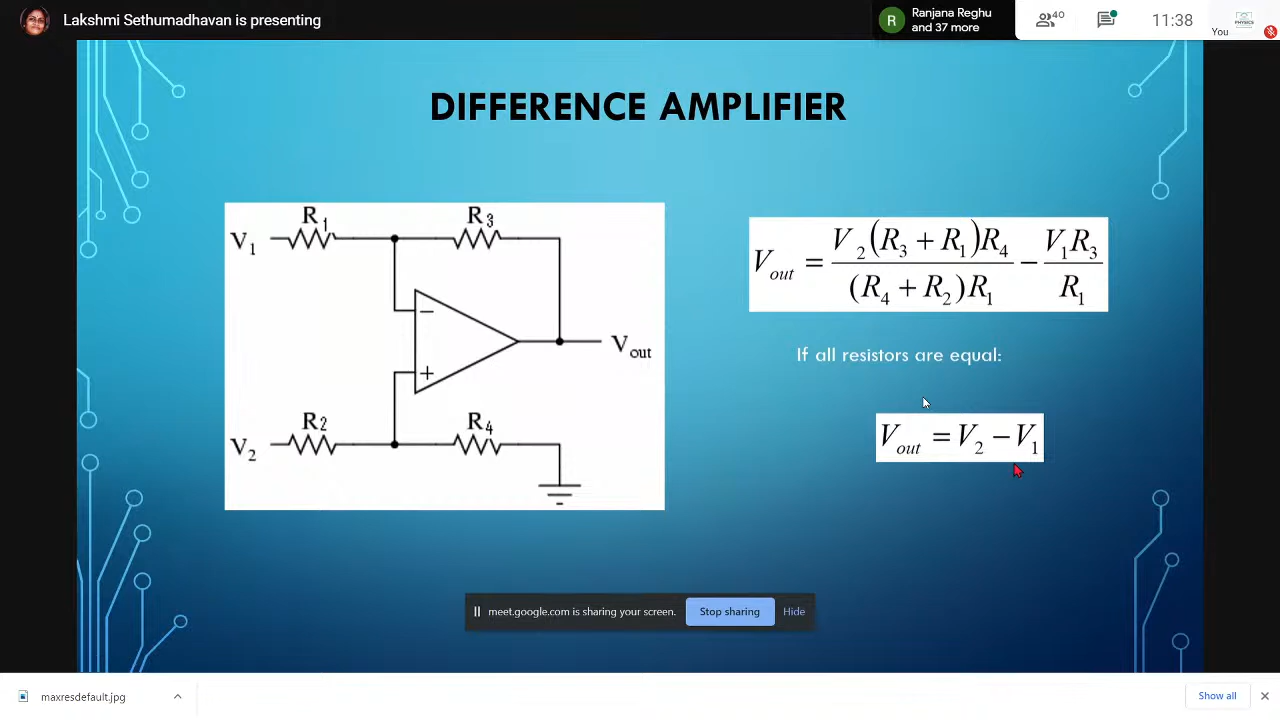 Lakshmi Sethumadhavan is presenting
R
Ranjana Reghu
and 37 more
40
11:38
You
DIFFERENCE AMPLIFIER
R1
R3
V1
−
+
Vout
R2
R4
V2
Vout = V2(R3 + R1)R4 / (R4 + R2)R1 − V1R3 / R1
If all resistors are equal:
Vout = V2 − V1
meet.google.com is sharing your screen.
Stop sharing
Hide
maxresdefault.jpg
Show all